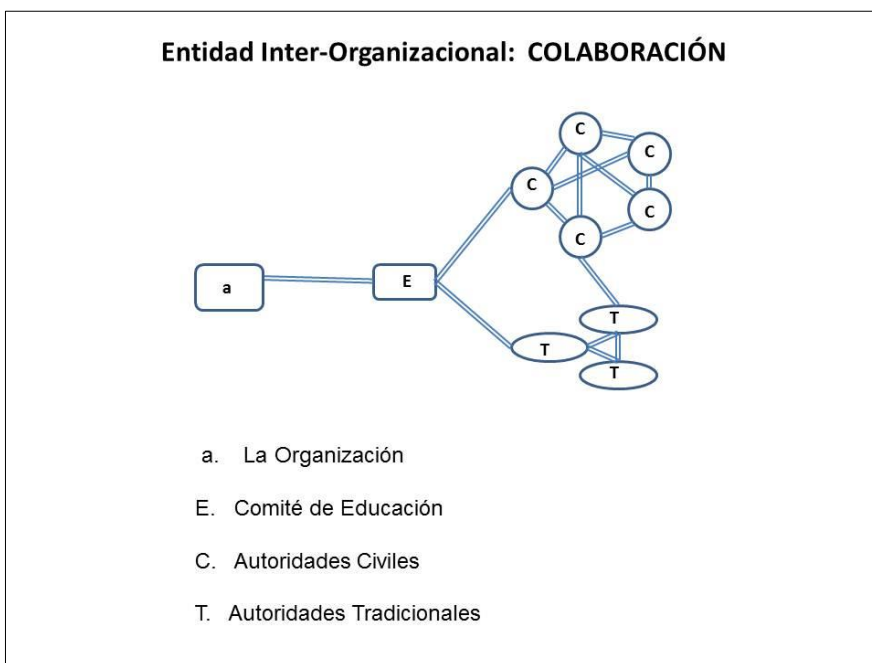 Entidad Inter-Organizacional: COLABORACIÓN
C
C
C
C
C
a
E
T
T
T
a. La Organización
E. Comité de Educación
C. Autoridades Civiles
T. Autoridades Tradicionales